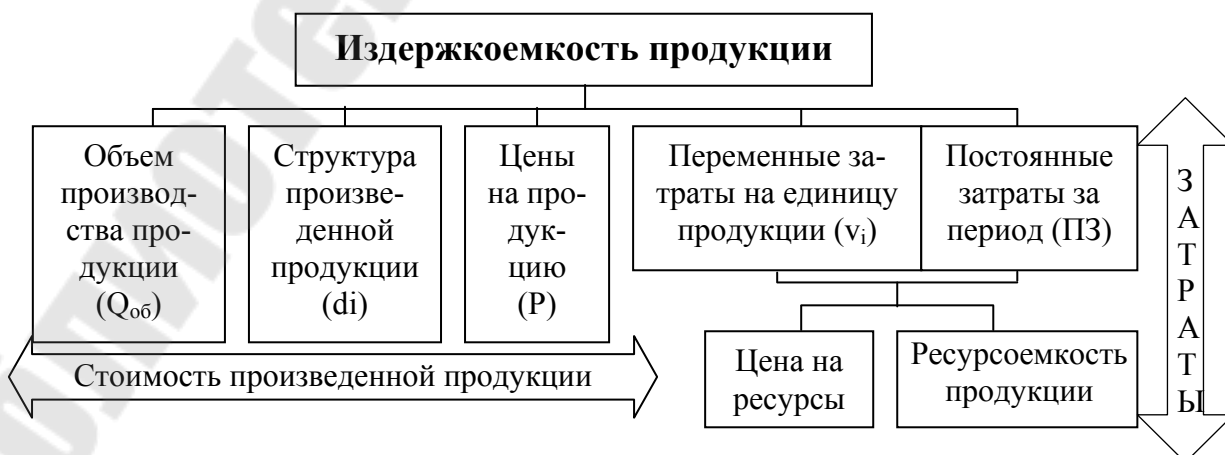 Издержкоемкость продукции
Объем
производ-
ства про-
дукции
(Qоб)
Структура
произве-
денной
продукции
(di)
Цены
на про-
дук-
цию
(P)
Переменные за-
траты на единицу
продукции (vi)
Постоянные
затраты за
период (ПЗ)
Цена на
ресурсы
Ресурсоемкость
продукции
Стоимость произведенной продукции
З
А
Т
Р
А
Т
Ы